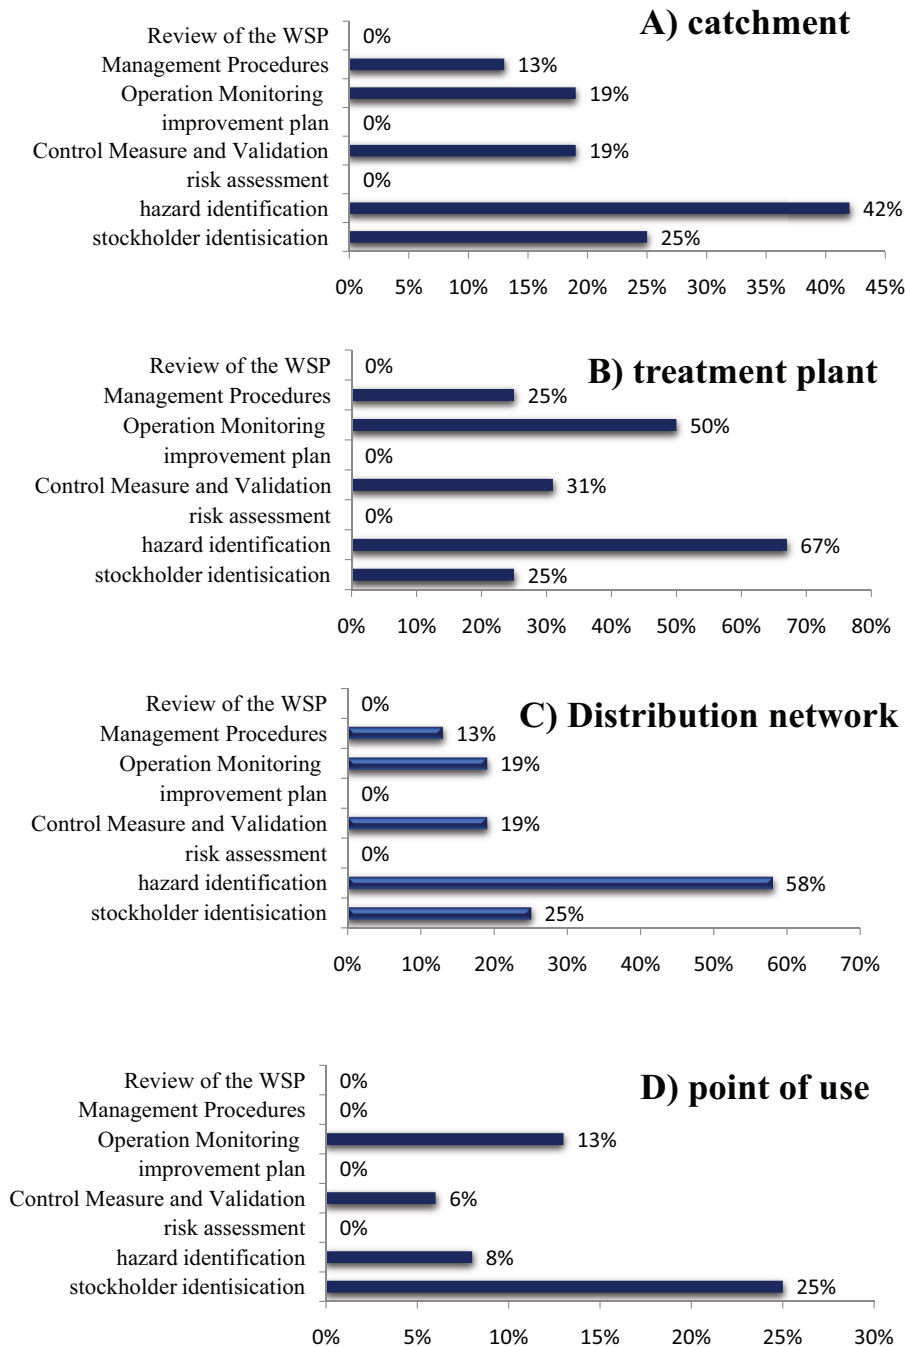 A) catchment
Review of the WSP 0%
Management Procedures 13%
Operation Monitoring 19%
improvement plan 0%
Control Measure and Validation 19%
risk assessment 0%
hazard identification 42%
stockholder identisication 25%
0% 5% 10% 15% 20% 25% 30% 35% 40% 45%
B) treatment plant
Review of the WSP 0%
Management Procedures 25%
Operation Monitoring 50%
improvement plan 0%
Control Measure and Validation 31%
risk assessment 0%
hazard identification 67%
stockholder identisication 25%
0% 10% 20% 30% 40% 50% 60% 70% 80%
C) Distribution network
Review of the WSP 0%
Management Procedures 13%
Operation Monitoring 19%
improvement plan 0%
Control Measure and Validation 19%
risk assessment 0%
hazard identification 58%
stockholder identisication 25%
0% 10% 20% 30% 40% 50% 60% 70%
D) point of use
Review of the WSP 0%
Management Procedures 0%
Operation Monitoring 13%
improvement plan 0%
Control Measure and Validation 6%
risk assessment 0%
hazard identification 8%
stockholder identisication 25%
0% 5% 10% 15% 20% 25% 30%